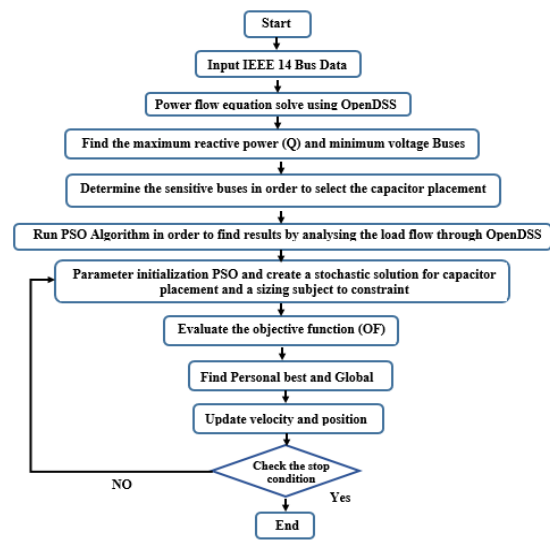 Start
Input IEEE 14 Bus Data
Power flow equation solve using OpenDSS
Find the maximum reactive power (Q) and minimum voltage Buses
Determine the sensitive buses in order to select the capacitor placement
Run PSO Algorithm in order to find results by analysing the load flow through OpenDSS
Parameter initialization PSO and create a stochastic solution for capacitor
placement and a sizing subject to constraint
Evaluate the objective function (OF)
Find Personal best and Global
Update velocity and position
Check the stop
condition
NO
Yes
End